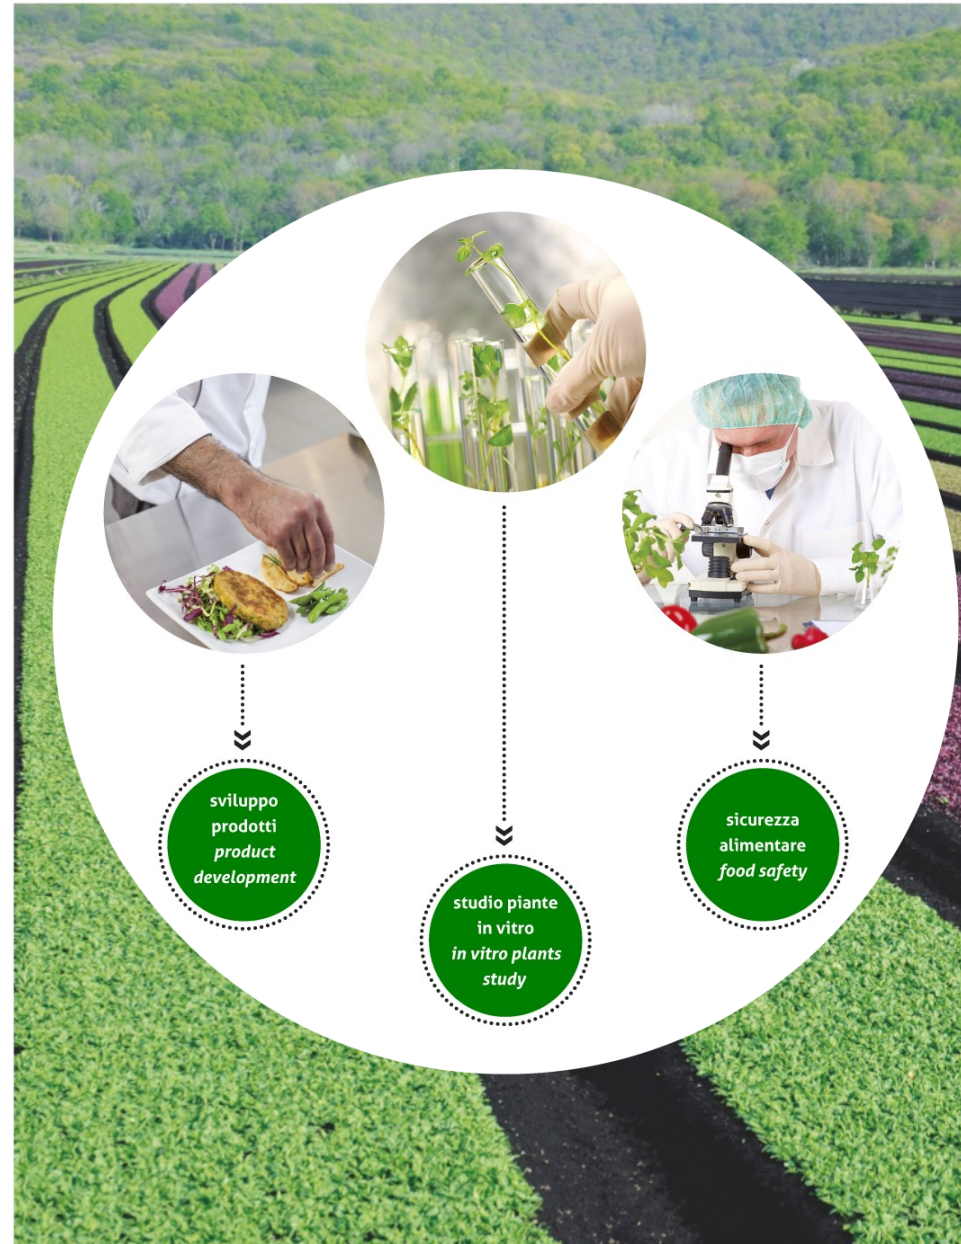 sviluppo
prodotti
product
development
studio piante
in vitro
in vitro plants
study
sicurezza
alimentare
food safety